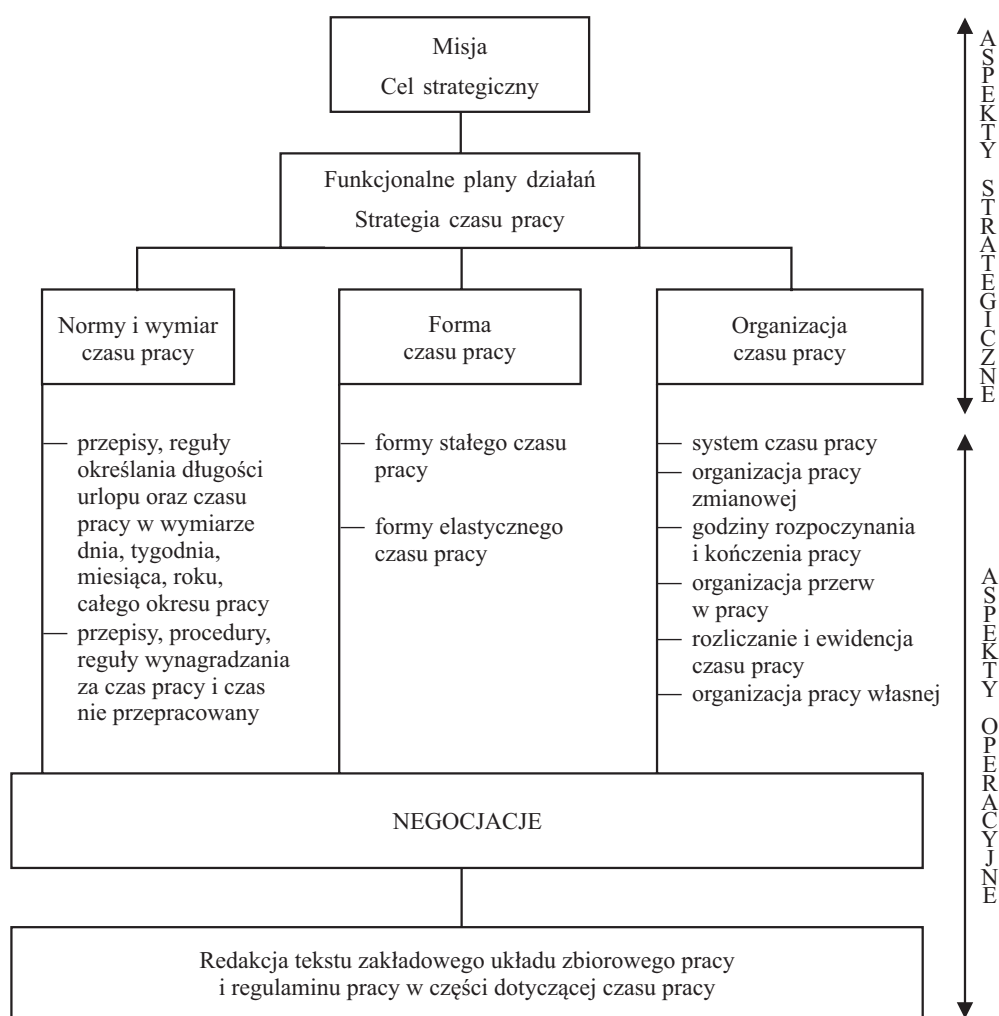 Misja
Cel strategiczny
Funkcjonalne plany działań
Strategia czasu pracy
Normy i wymiar
czasu pracy
Forma
czasu pracy
Organizacja
czasu pracy
przepisy, reguły
określania długości
urlopu oraz czasu
pracy w wymiarze
dnia, tygodnia,
miesiąca, roku,
całego okresu pracy
przepisy, procedury,
reguły wynagradzania
za czas pracy i czas
nie przepracowany
formy stałego czasu
pracy
formy elastycznego
czasu pracy
system czasu pracy
organizacja pracy
zmianowej
godziny rozpoczynania
i kończenia pracy
organizacja przerw
w pracy
rozliczanie i ewidencja
czasu pracy
organizacja pracy własnej
NEGOCJACJE
Redakcja tekstu zakładowego układu zbiorowego pracy
i regulaminu pracy w części dotyczącej czasu pracy
ASPEKTY STRATEGICZNE
ASPEKTY OPERACYJNE